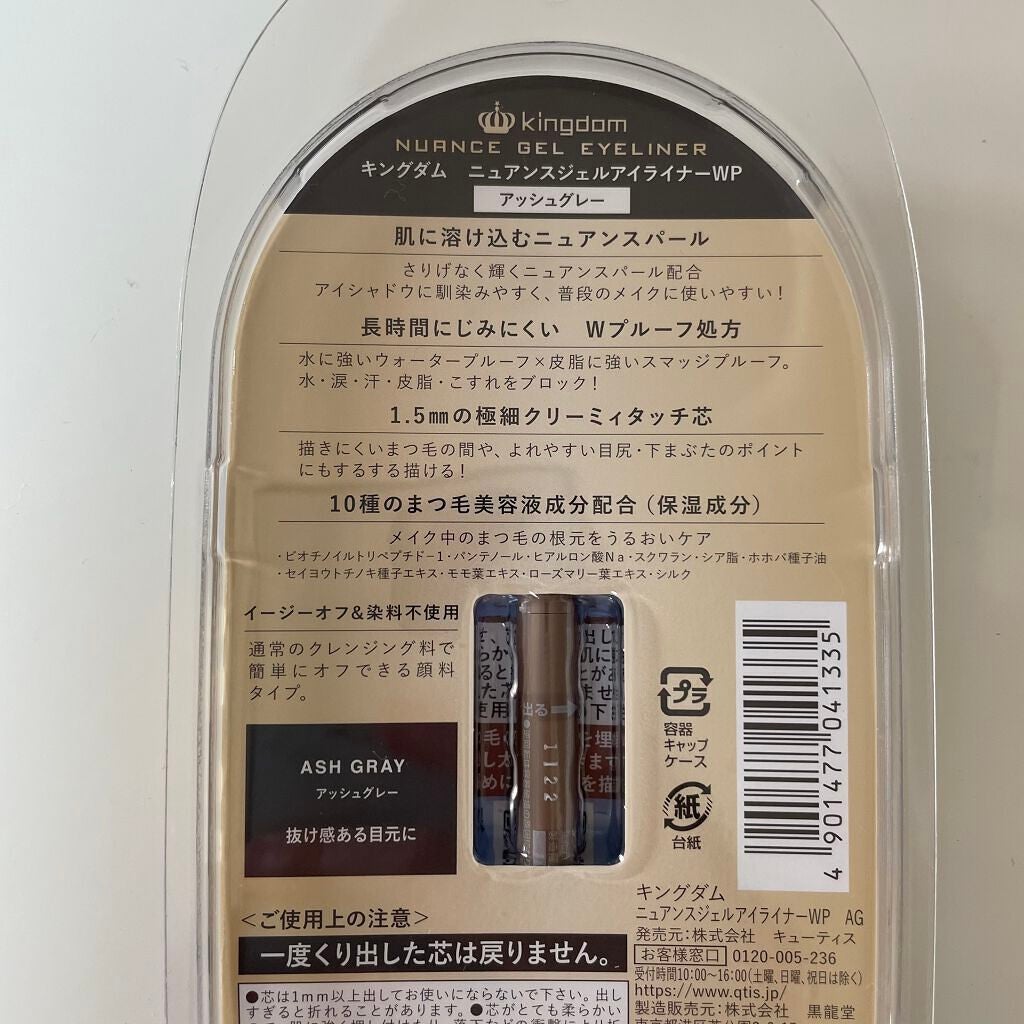 kingdom
NUANCE GEL EYELINER
キングダム ニュアンスジェルアイライナーWP
アッシュグレー
肌に溶け込むニュアンスパール
さりげなく輝くニュアンスパール配合
アイシャドウに馴染みやすく、普段のメイクに使いやすい！
長時間にじみにくい Wプルーフ処方
水に強いウォータープルーフ×皮脂に強いスマッジプルーフ。
水・涙・汗・皮脂・こすれをブロック！
1.5㎜の極細クリーミィタッチ芯
描きにくいまつ毛の間や、よれやすい目尻・下まぶたのポイント
にもするする描ける！
10種のまつ毛美容液成分配合（保湿成分）
メイク中のまつ毛の根元をうるおいケア
・ビオチノイルトリペプチド−1・パンテノール・ヒアルロン酸Na・スクワラン・シア脂・ホホバ種子油
・セイヨウトチノキ種子エキス・モモ葉エキス・ローズマリー葉エキス・シルク
イージーオフ&染料不使用
通常のクレンジング料で
簡単にオフできる顔料
タイプ。
ASH GRAY
アッシュグレー
抜け感ある目元に
出る
1122
プラ
容器
キャップ
ケース
紙
台紙
4 901477 041335
＜ご使用上の注意＞
一度くり出した芯は戻りません。
●芯は1mm以上出してお使いにならないで下さい。出し
すぎると折れることがあります。●芯がとても柔らか
キングダム
ニュアンスジェルアイライナーWP AG
発売元：株式会社 キューティス
お客様窓口 0120-005-236
受付時間10:00〜16:00（土曜、日曜、祝日は除く）
https://www.qtis.jp/
製造販売元：株式会社 黒龍堂